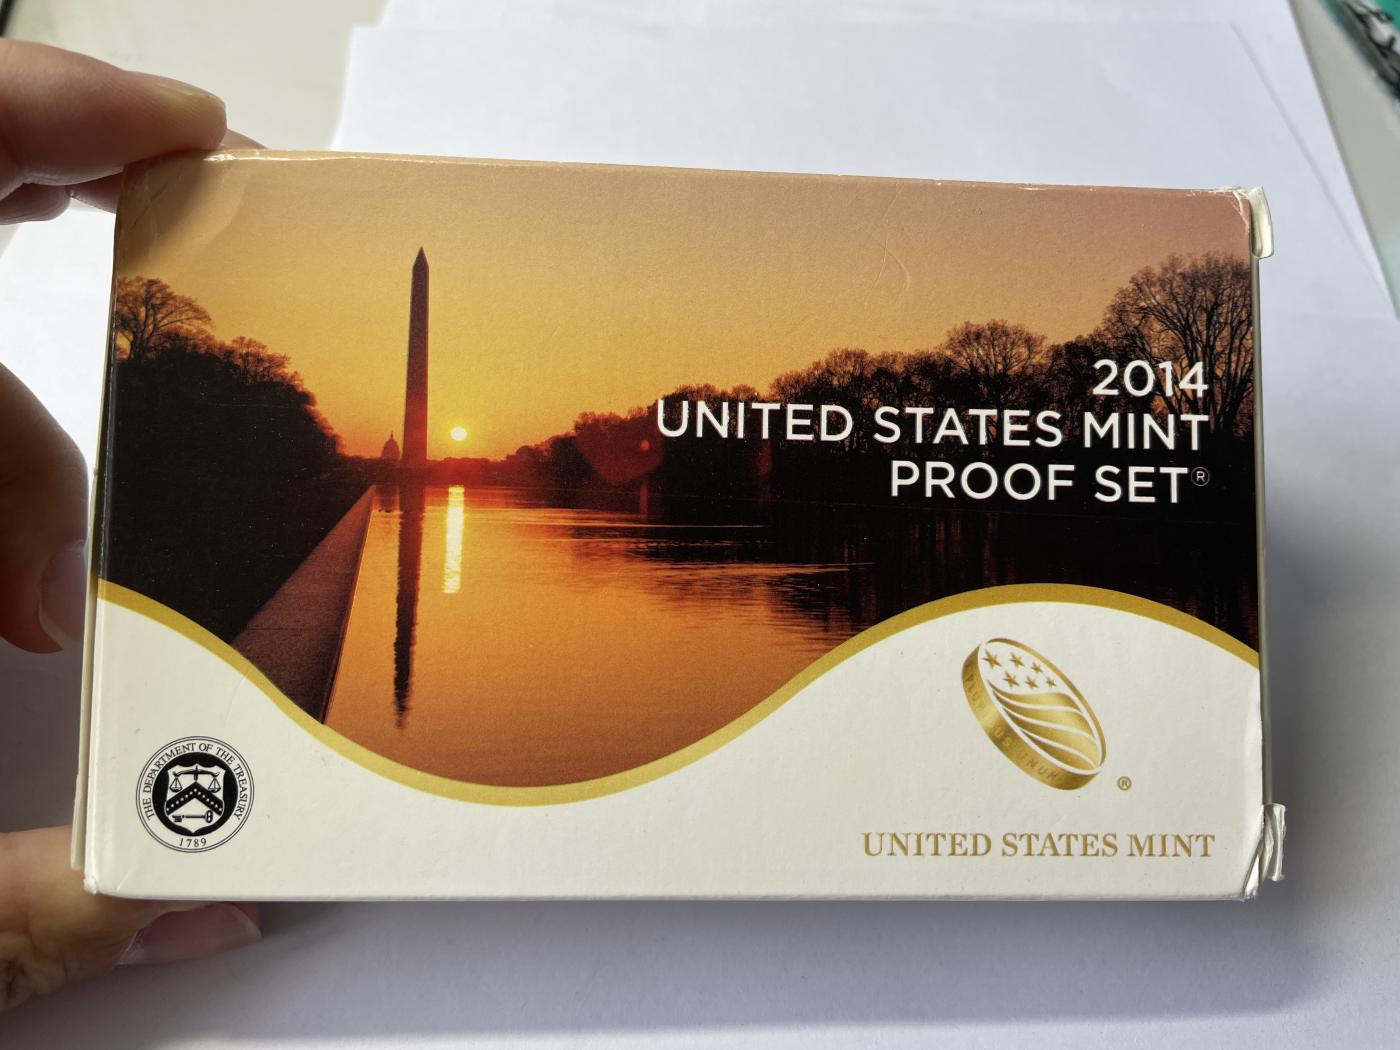 2014
UNITED STATES MINT
PROOF SET®
THE DEPARTMENT OF THE TREASURY
1789
®
UNITED STATES MINT